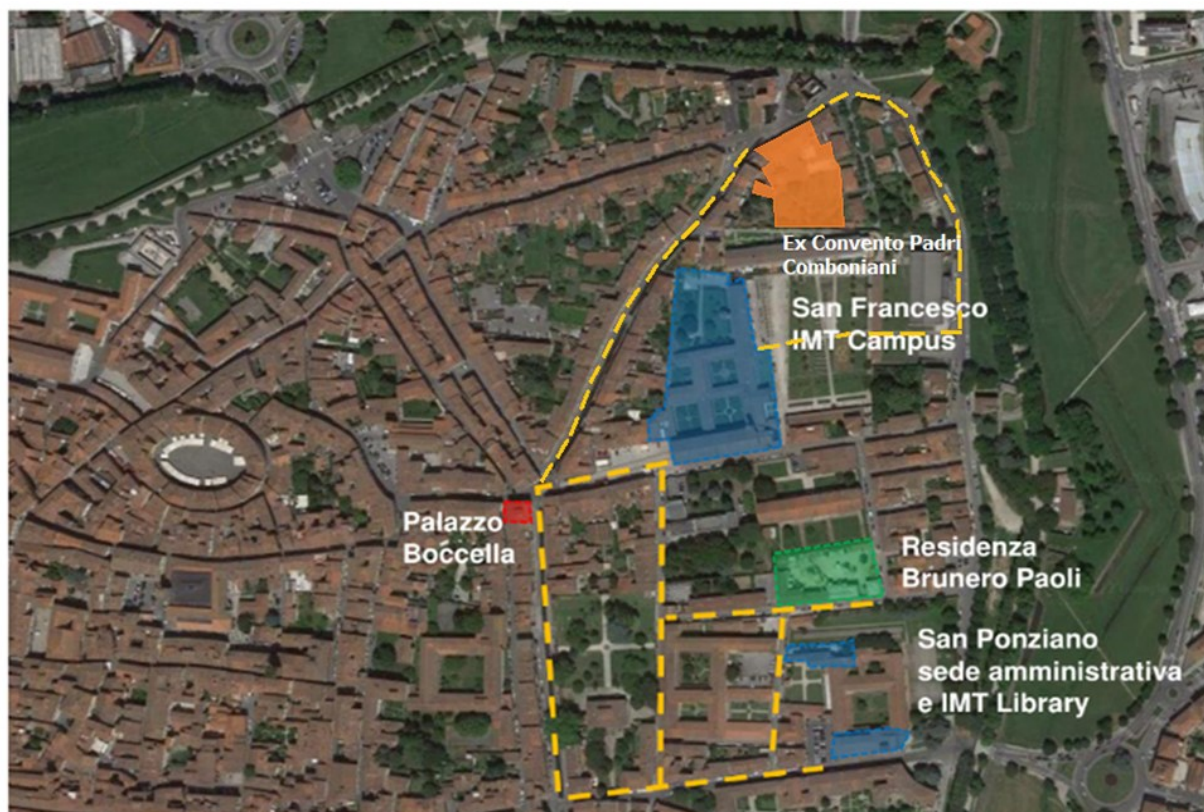 Ex Convento Padri
Comboniani
San Francesco
IMT Campus
Palazzo
Boccella
Residenza
Brunero Paoli
San Ponziano
sede amministrativa
e IMT Library